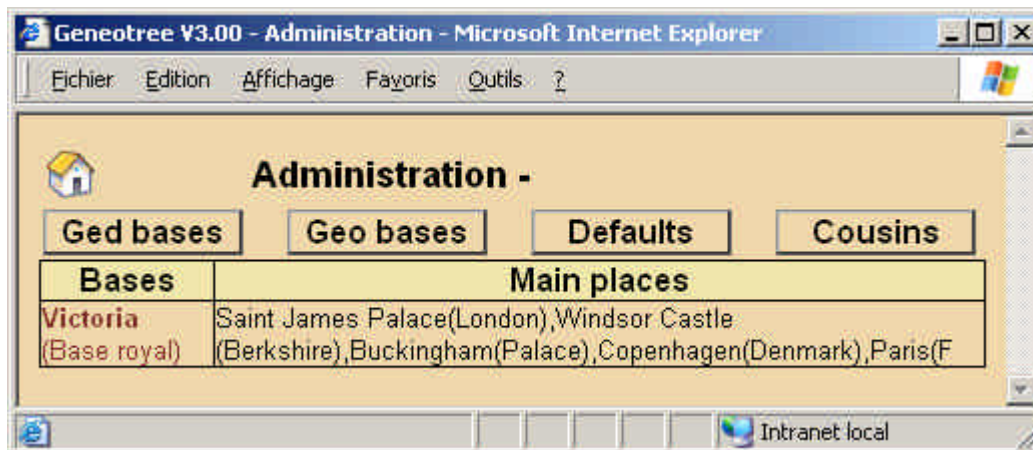 Geneotree V3.00 - Administration - Microsoft Internet Explorer
Fichier Edition Affichage Favoris Outils ?
Administration -
Ged bases Geo bases Defaults Cousins
Bases Main places
Victoria Saint James Palace(London),Windsor Castle
(Base royal) (Berkshire),Buckingham(Palace),Copenhagen(Denmark),Paris(F
Intranet local